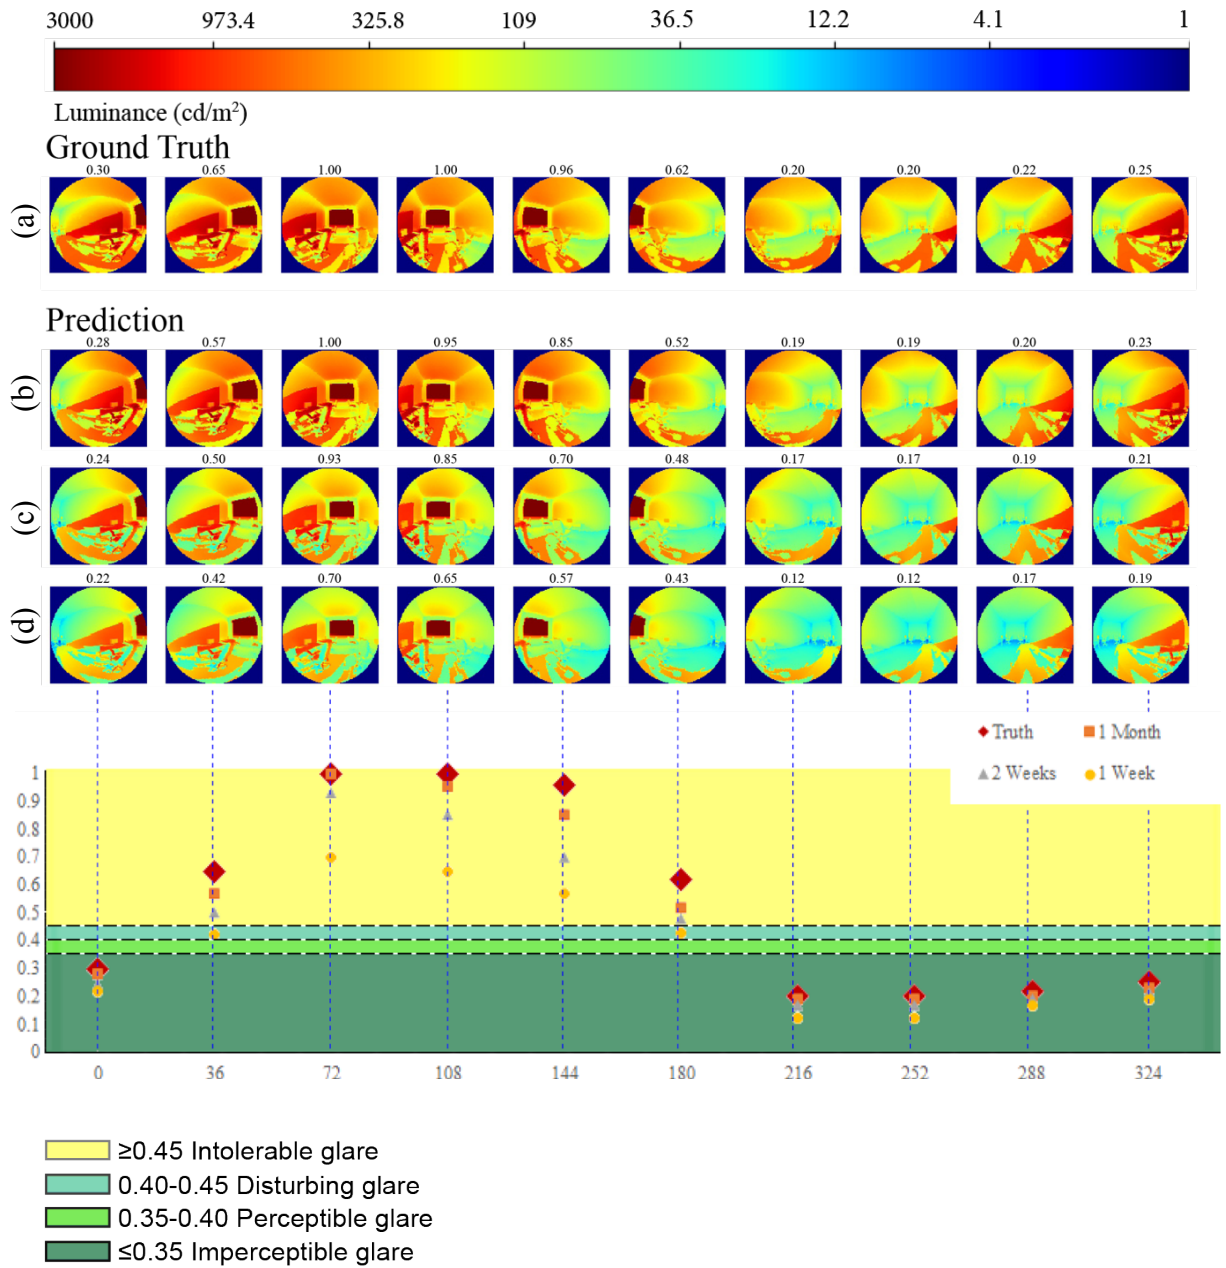 3000 973.4 325.8 109 36.5 12.2 4.1 1
Luminance (cd/m²)
Ground Truth
0.30 0.65 1.00 1.00 0.96 0.62 0.20 0.20 0.22 0.25
(a)
Prediction
0.28 0.57 1.00 0.95 0.85 0.52 0.19 0.19 0.20 0.23
(b)
0.24 0.50 0.93 0.85 0.70 0.48 0.17 0.17 0.19 0.21
(c)
0.22 0.42 0.70 0.65 0.57 0.43 0.12 0.12 0.17 0.19
(d)
Truth 1 Month
2 Weeks 1 Week
1
0.9
0.8
0.7
0.6
0.5
0.4
0.3
0.2
0.1
0
0 36 72 108 144 180 216 252 288 324
≥0.45 Intolerable glare
0.40-0.45 Disturbing glare
0.35-0.40 Perceptible glare
≤0.35 Imperceptible glare